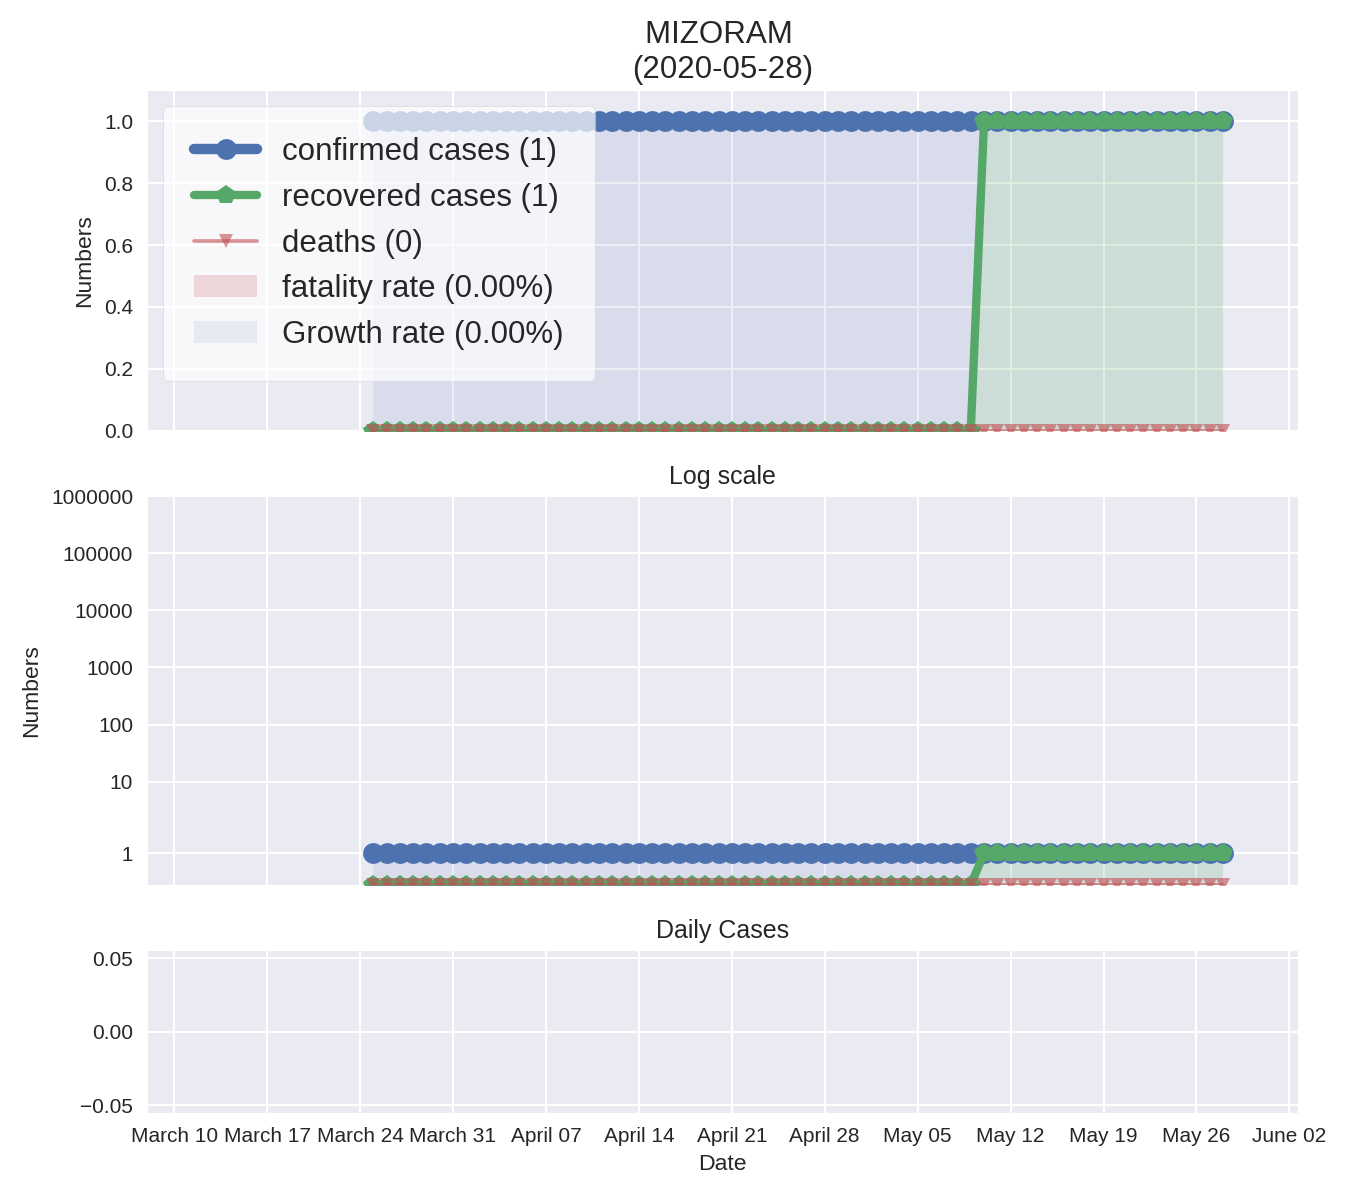 MIZORAM
(2020-05-28)
Numbers
1.0
0.8
0.6
0.4
0.2
0.0
confirmed cases (1)
recovered cases (1)
deaths (0)
fatality rate (0.00%)
Growth rate (0.00%)
Log scale
Numbers
1000000
100000
10000
1000
100
10
1
Daily Cases
0.05
0.00
−0.05
March 10 March 17 March 24 March 31 April 07 April 14 April 21 April 28 May 05 May 12 May 19 May 26 June 02
Date